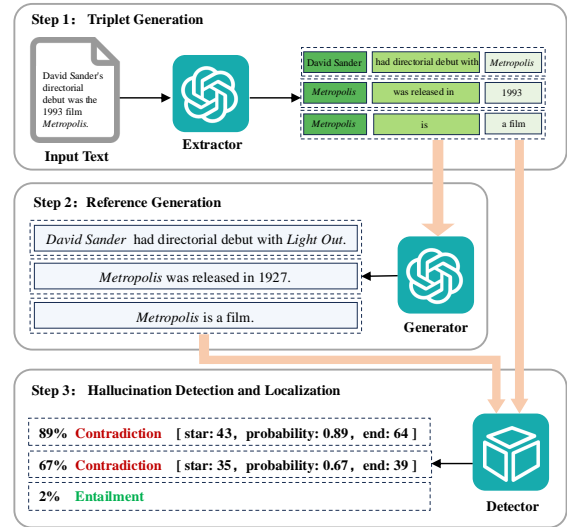 Step 1： Triplet Generation
David Sander's
directorial
debut was the
1993 film
Metropolis.
Input Text
Extractor
David Sander had directorial debut with Metropolis
Metropolis was released in 1993
Metropolis is a film
Step 2： Reference Generation
David Sander had directorial debut with Light Out.
Metropolis was released in 1927.
Metropolis is a film.
Generator
Step 3： Hallucination Detection and Localization
89% Contradiction [ star: 43， probability: 0.89, end: 64 ]
67% Contradiction [ star: 35， probability: 0.67, end: 39 ]
2% Entailment
Detector